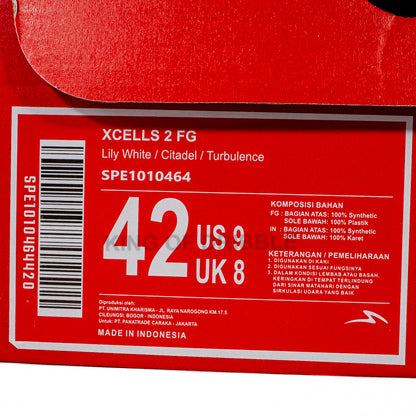 XCELLS 2 FG
Lily White / Citadel / Turbulence
SPE1010464
SPE1010464420
42 US 9
UK 8
KING OF DRIBBLE
KOMPOSISI BAHAN
FG : BAGIAN ATAS: 100% Synthetic
SOLE BAWAH: 100% Plastik
IN : BAGIAN ATAS: 100% Synthetic
SOLE BAWAH: 100% Karet
KETERANGAN / PEMELIHARAAN
1. DIGUNAKAN DI KAKI
2. DIGUNAKAN SESUAI FUNGSINYA
3. DALAM KONDISI LEMBAB ATAU BASAH.
KERINGKAN DI TEMPAT TERLINDUNG
DARI SINAR MATAHARI DENGAN
SIRKULASI UDARA YANG BAIK
Diproduksi oleh:
PT. UNIMITRA KHARISMA - JL. RAYA NAROGONG KM.17.5
CILEUNGSI, BOGOR - INDONESIA
Untuk: PT. PANATRADE CARAKA - JAKARTA
MADE IN INDONESIA